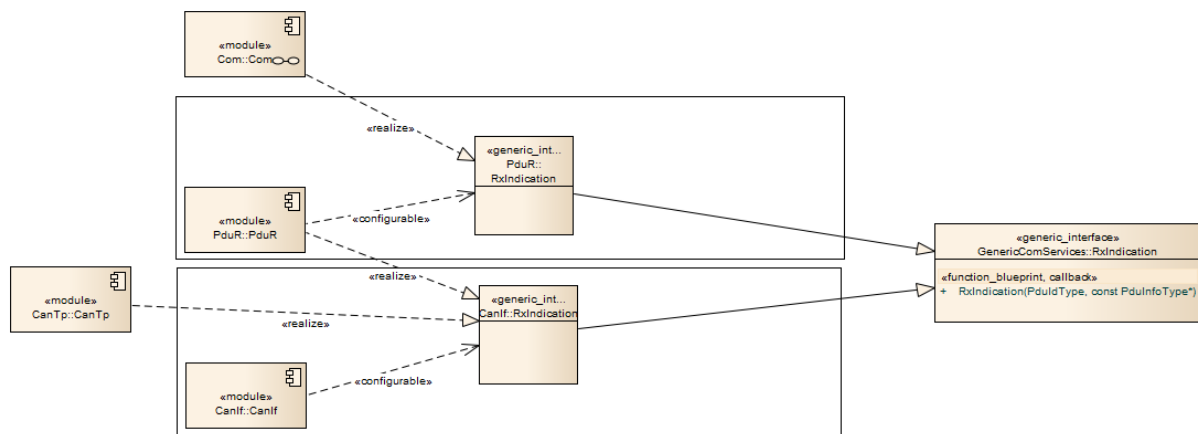 «module»
Com::Com
«realize»
«generic_int...
PduR::
RxIndication
«module»
PduR::PduR
«configurable»
«generic_interface»
GenericComServices::RxIndication
«function_blueprint, callback»
+ RxIndication(PduIdType, const PduInfoType*)
«realize»
«module»
CanTp::CanTp
«generic_int...
CanIf::RxIndication
«realize»
«module»
CanIf::CanIf
«configurable»